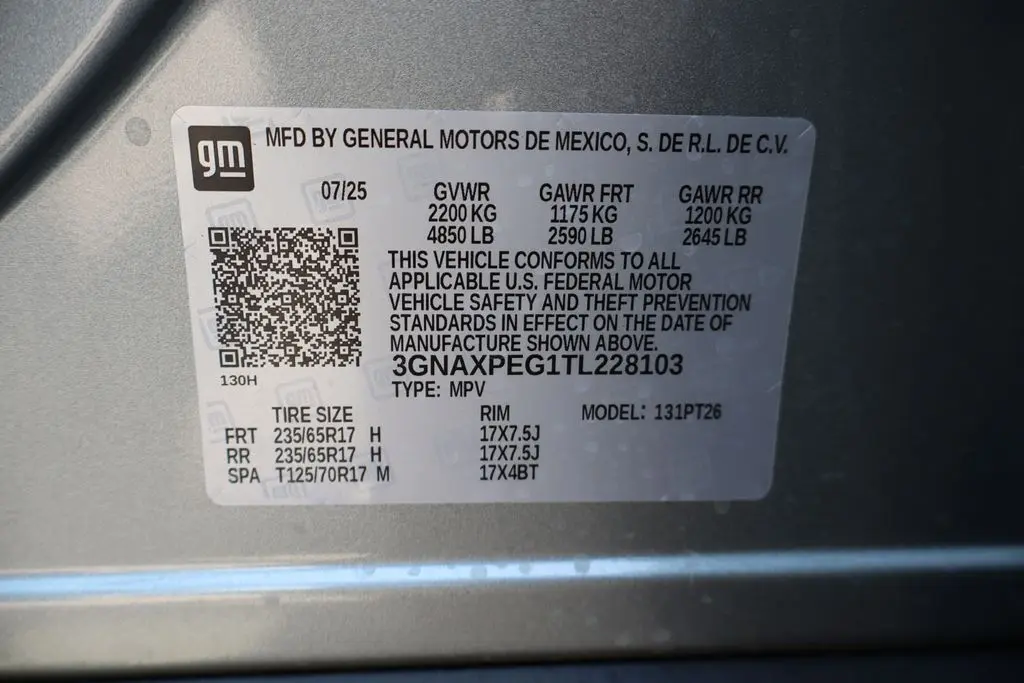 gm MFD BY GENERAL MOTORS DE MEXICO, S. DE R.L. DE C.V.
07/25 GVWR GAWR FRT GAWR RR
2200 KG 1175 KG 1200 KG
4850 LB 2590 LB 2645 LB
THIS VEHICLE CONFORMS TO ALL
APPLICABLE U.S. FEDERAL MOTOR
VEHICLE SAFETY AND THEFT PREVENTION
STANDARDS IN EFFECT ON THE DATE OF
MANUFACTURE SHOWN ABOVE.
3GNAXPEG1TL228103
130H
TYPE: MPV
TIRE SIZE RIM MODEL: 131PT26
FRT 235/65R17 H 17X7.5J
RR 235/65R17 H 17X7.5J
SPA T125/70R17 M 17X4BT